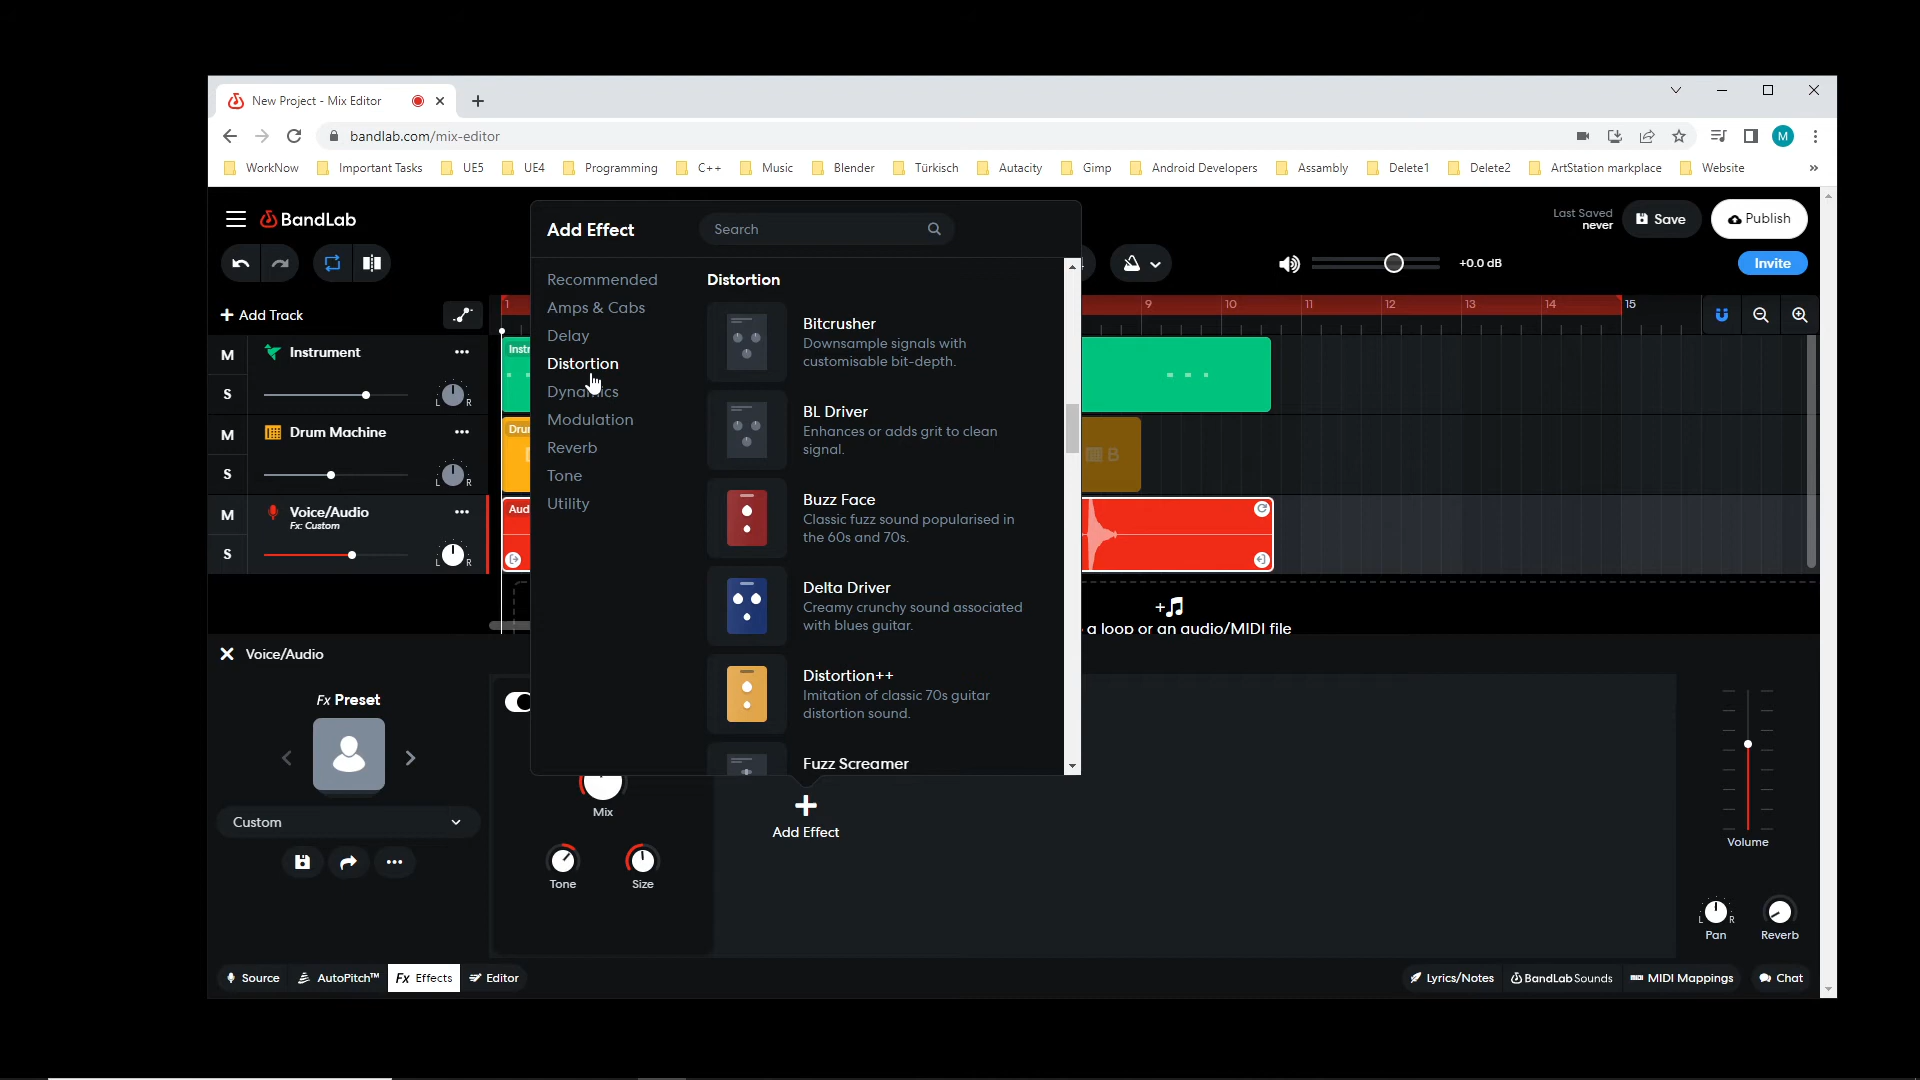 New Project - Mix Editor
bandlab.com/mix-editor
M
WorkNow
Important Tasks
UE5
UE4
Programming
C++
Music
Blender
Türkisch
Autacity
Gimp
Android Developers
Assambly
Delete1
Delete2
ArtStation markplace
Website
»
BandLab
Add Effect
Search
Last Saved
never
Save
Publish
+0.0 dB
Invite
Add Track
1
9
10
11
12
13
14
15
Recommended
Amps & Cabs
Delay
Distortion
Dynamics
Modulation
Reverb
Tone
Utility
Distortion
Bitcrusher
Downsample signals with
customisable bit-depth.
BL Driver
Enhances or adds grit to clean
signal.
Buzz Face
Classic fuzz sound popularised in
the 60s and 70s.
Delta Driver
Creamy crunchy sound associated
with blues guitar.
Distortion++
Imitation of classic 70s guitar
distortion sound.
Fuzz Screamer
M
Instrument
S
L R
Inst
M
Drum Machine
S
L R
Dru
B
M
Voice/Audio
Fx: Custom
S
L R
Aud
a loop or an audio/MIDI file
Voice/Audio
Fx Preset
Custom
Mix
Tone
Size
Add Effect
Volume
L R
Pan
Reverb
Source
AutoPitch™
Fx Effects
Editor
Lyrics/Notes
BandLab Sounds
MIDI Mappings
Chat